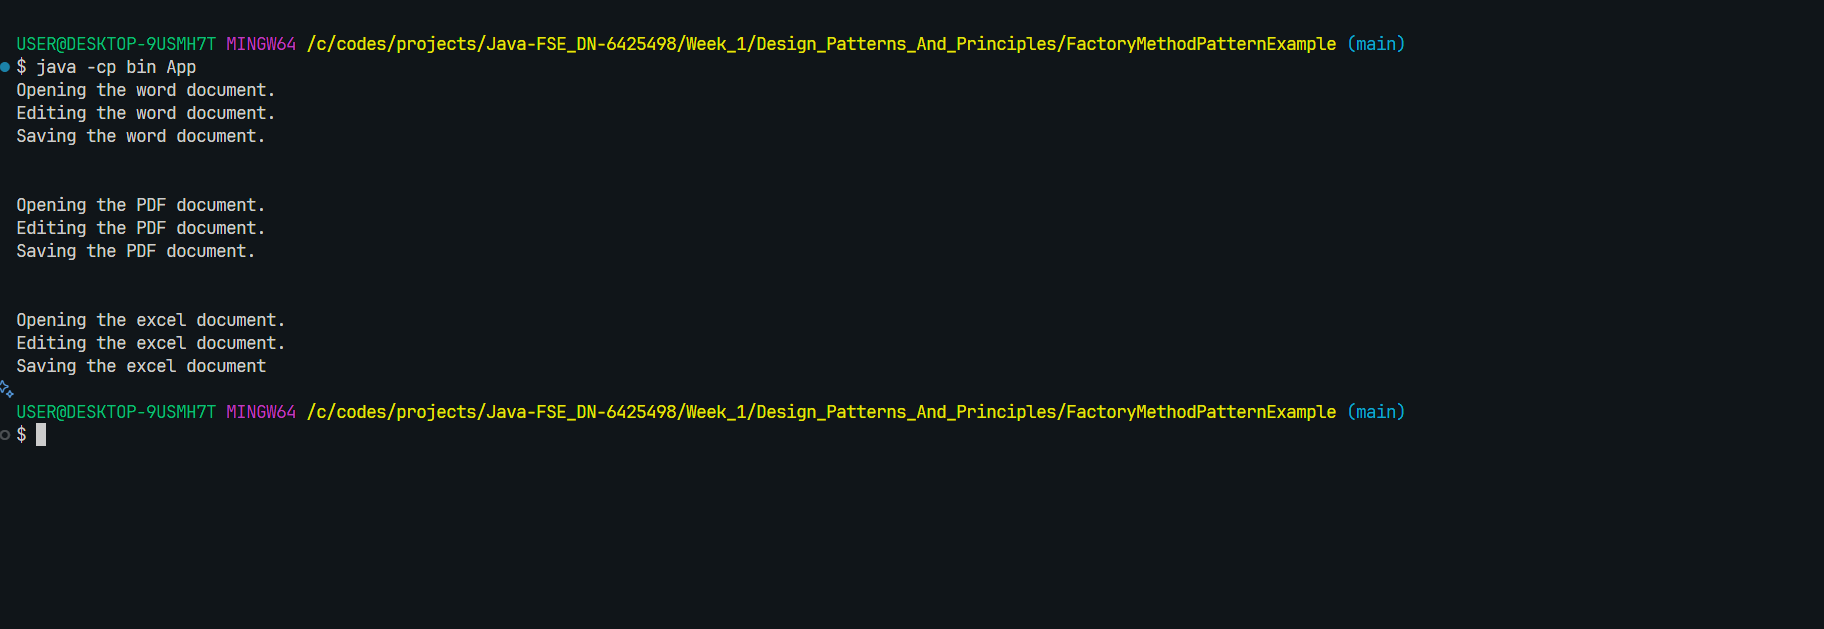 USER@DESKTOP-9USMH7T MINGW64 /c/codes/projects/Java-FSE_DN-6425498/Week_1/Design_Patterns_And_Principles/FactoryMethodPatternExample (main)
$ java -cp bin App
Opening the word document.
Editing the word document.
Saving the word document.
Opening the PDF document.
Editing the PDF document.
Saving the PDF document.
Opening the excel document.
Editing the excel document.
Saving the excel document
USER@DESKTOP-9USMH7T MINGW64 /c/codes/projects/Java-FSE_DN-6425498/Week_1/Design_Patterns_And_Principles/FactoryMethodPatternExample (main)
$